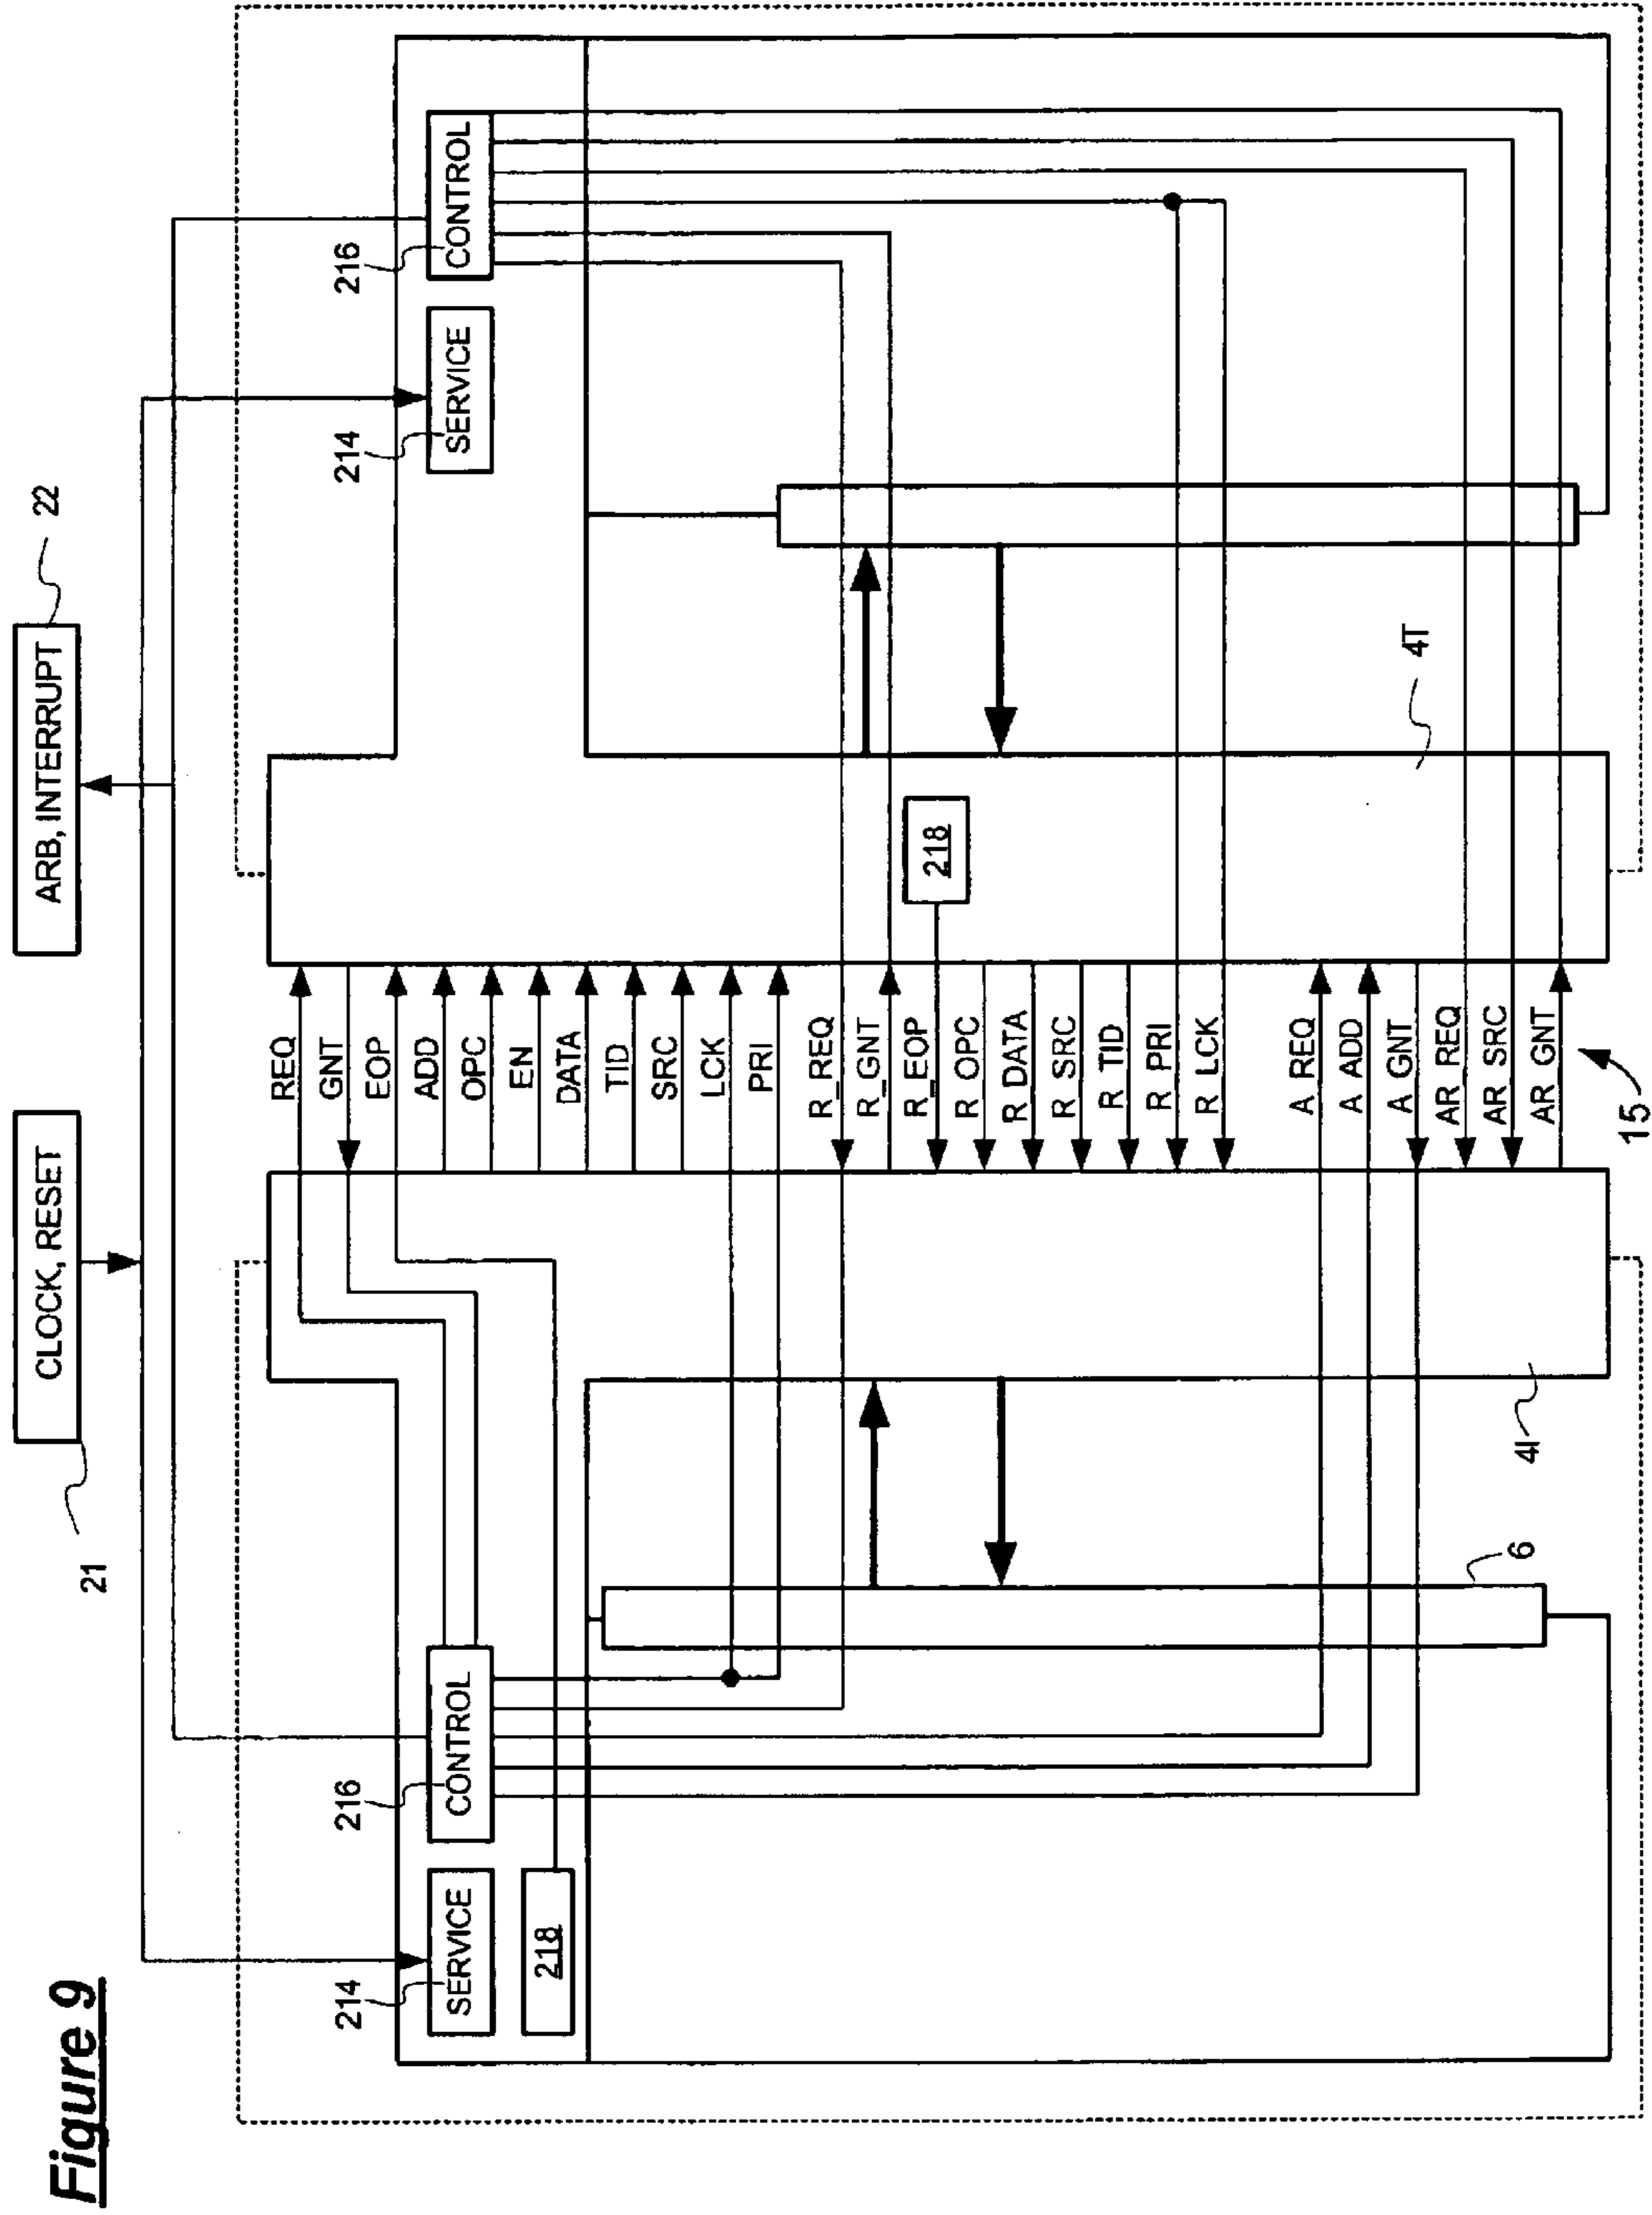 Figure 9
21
CLOCK, RESET
ARB, INTERRUPT
22
214
SERVICE
216
CONTROL
218
REQ
GNT
EOP
ADD
OPC
EN
DATA
TID
SRC
LCK
PRI
R_REQ
R_GNT
R_EOP
R_OPC
R_DATA
R_SRC
R_TID
R_PRI
R_LCK
A_REQ
A_ADD
A_GNT
AR_REQ
AR_SRC
AR_GNT
15
214
SERVICE
216
CONTROL
218
6
4I
4T